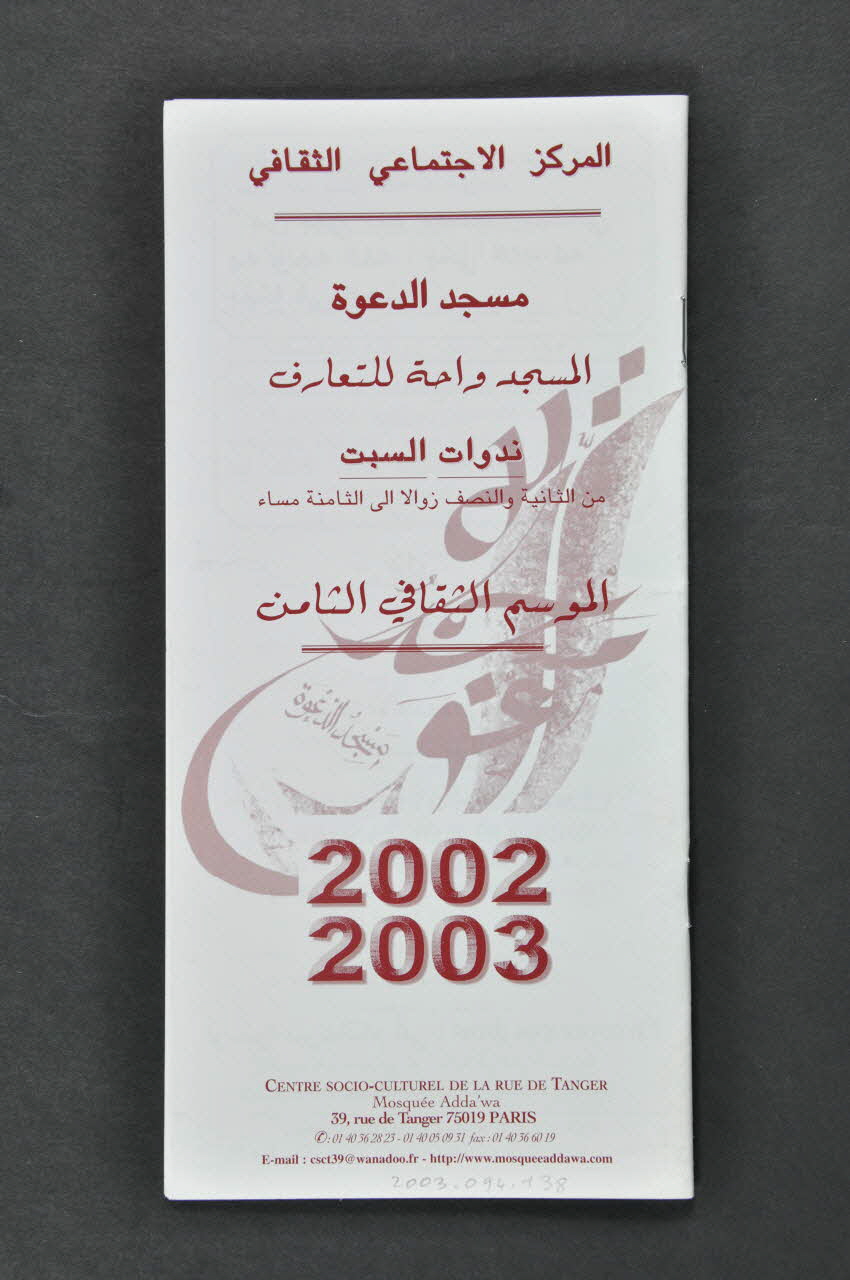 المركز الاجتماعي الثقافي
مسجد الدعوة
المسجد واحة للتعارف
ندوات السبت
من الثانية والنصف زوالا الى الثامنة مساء
الموسم الثقافي الثامن
مسجد الدعوة
2002
2003
CENTRE SOCIO-CULTUREL DE LA RUE DE TANGER
Mosquée Adda'wa
39, rue de Tanger 75019 PARIS
✆ : 01 40 36 28 23 - 01 40 05 09 31 fax : 01 40 36 60 19
E-mail : csct39@wanadoo.fr - http://www.mosqueeaddawa.com
2003.094.138